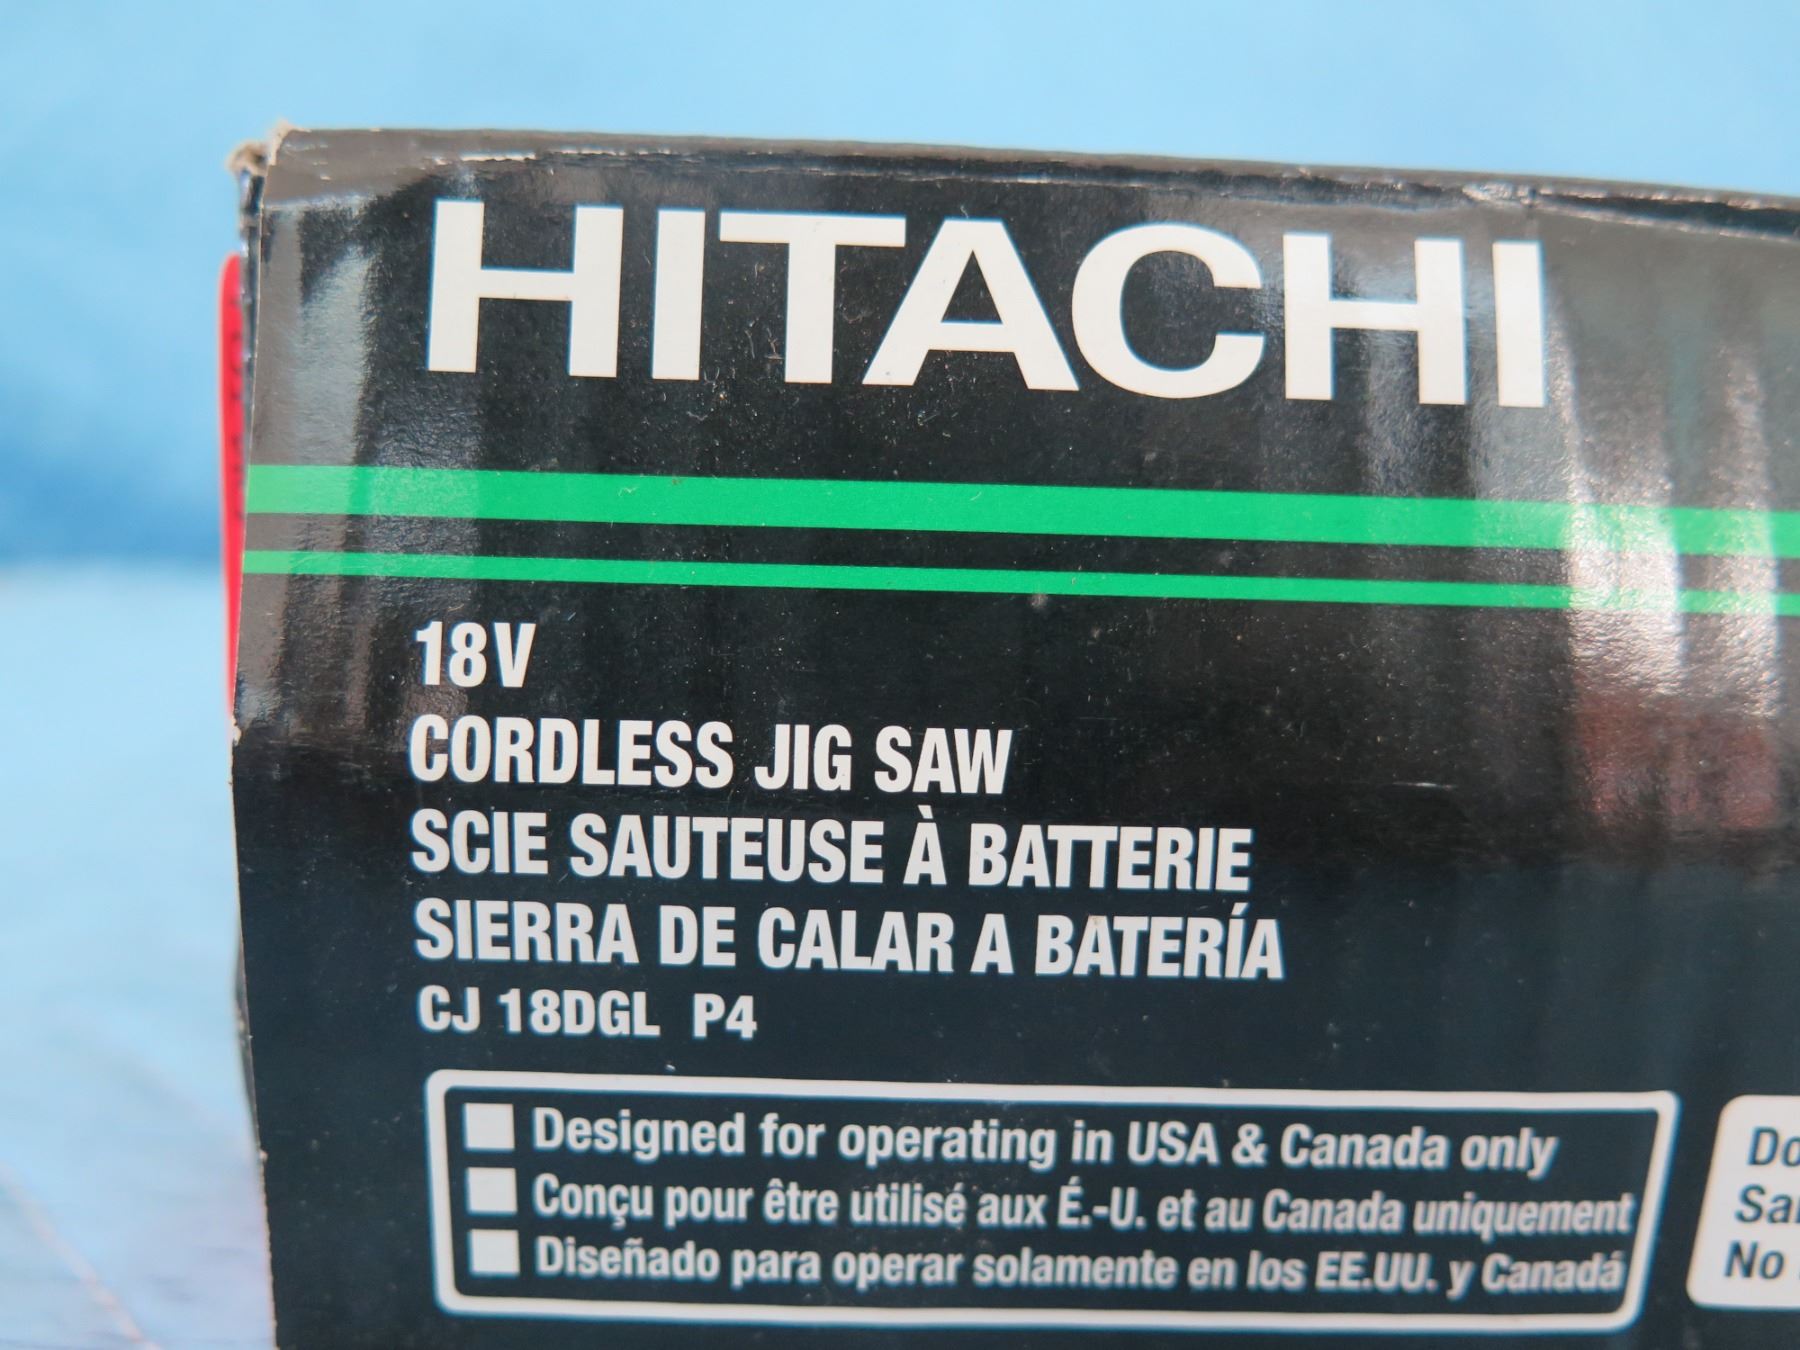 HITACHI
18V
CORDLESS JIG SAW
SCIE SAUTEUSE À BATTERIE
SIERRA DE CALAR A BATERÍA
CJ 18DGL P4
Designed for operating in USA & Canada only
Conçu pour être utilisé aux É.-U. et au Canada uniquement
Diseñado para operar solamente en los EE.UU. y Canadá
No